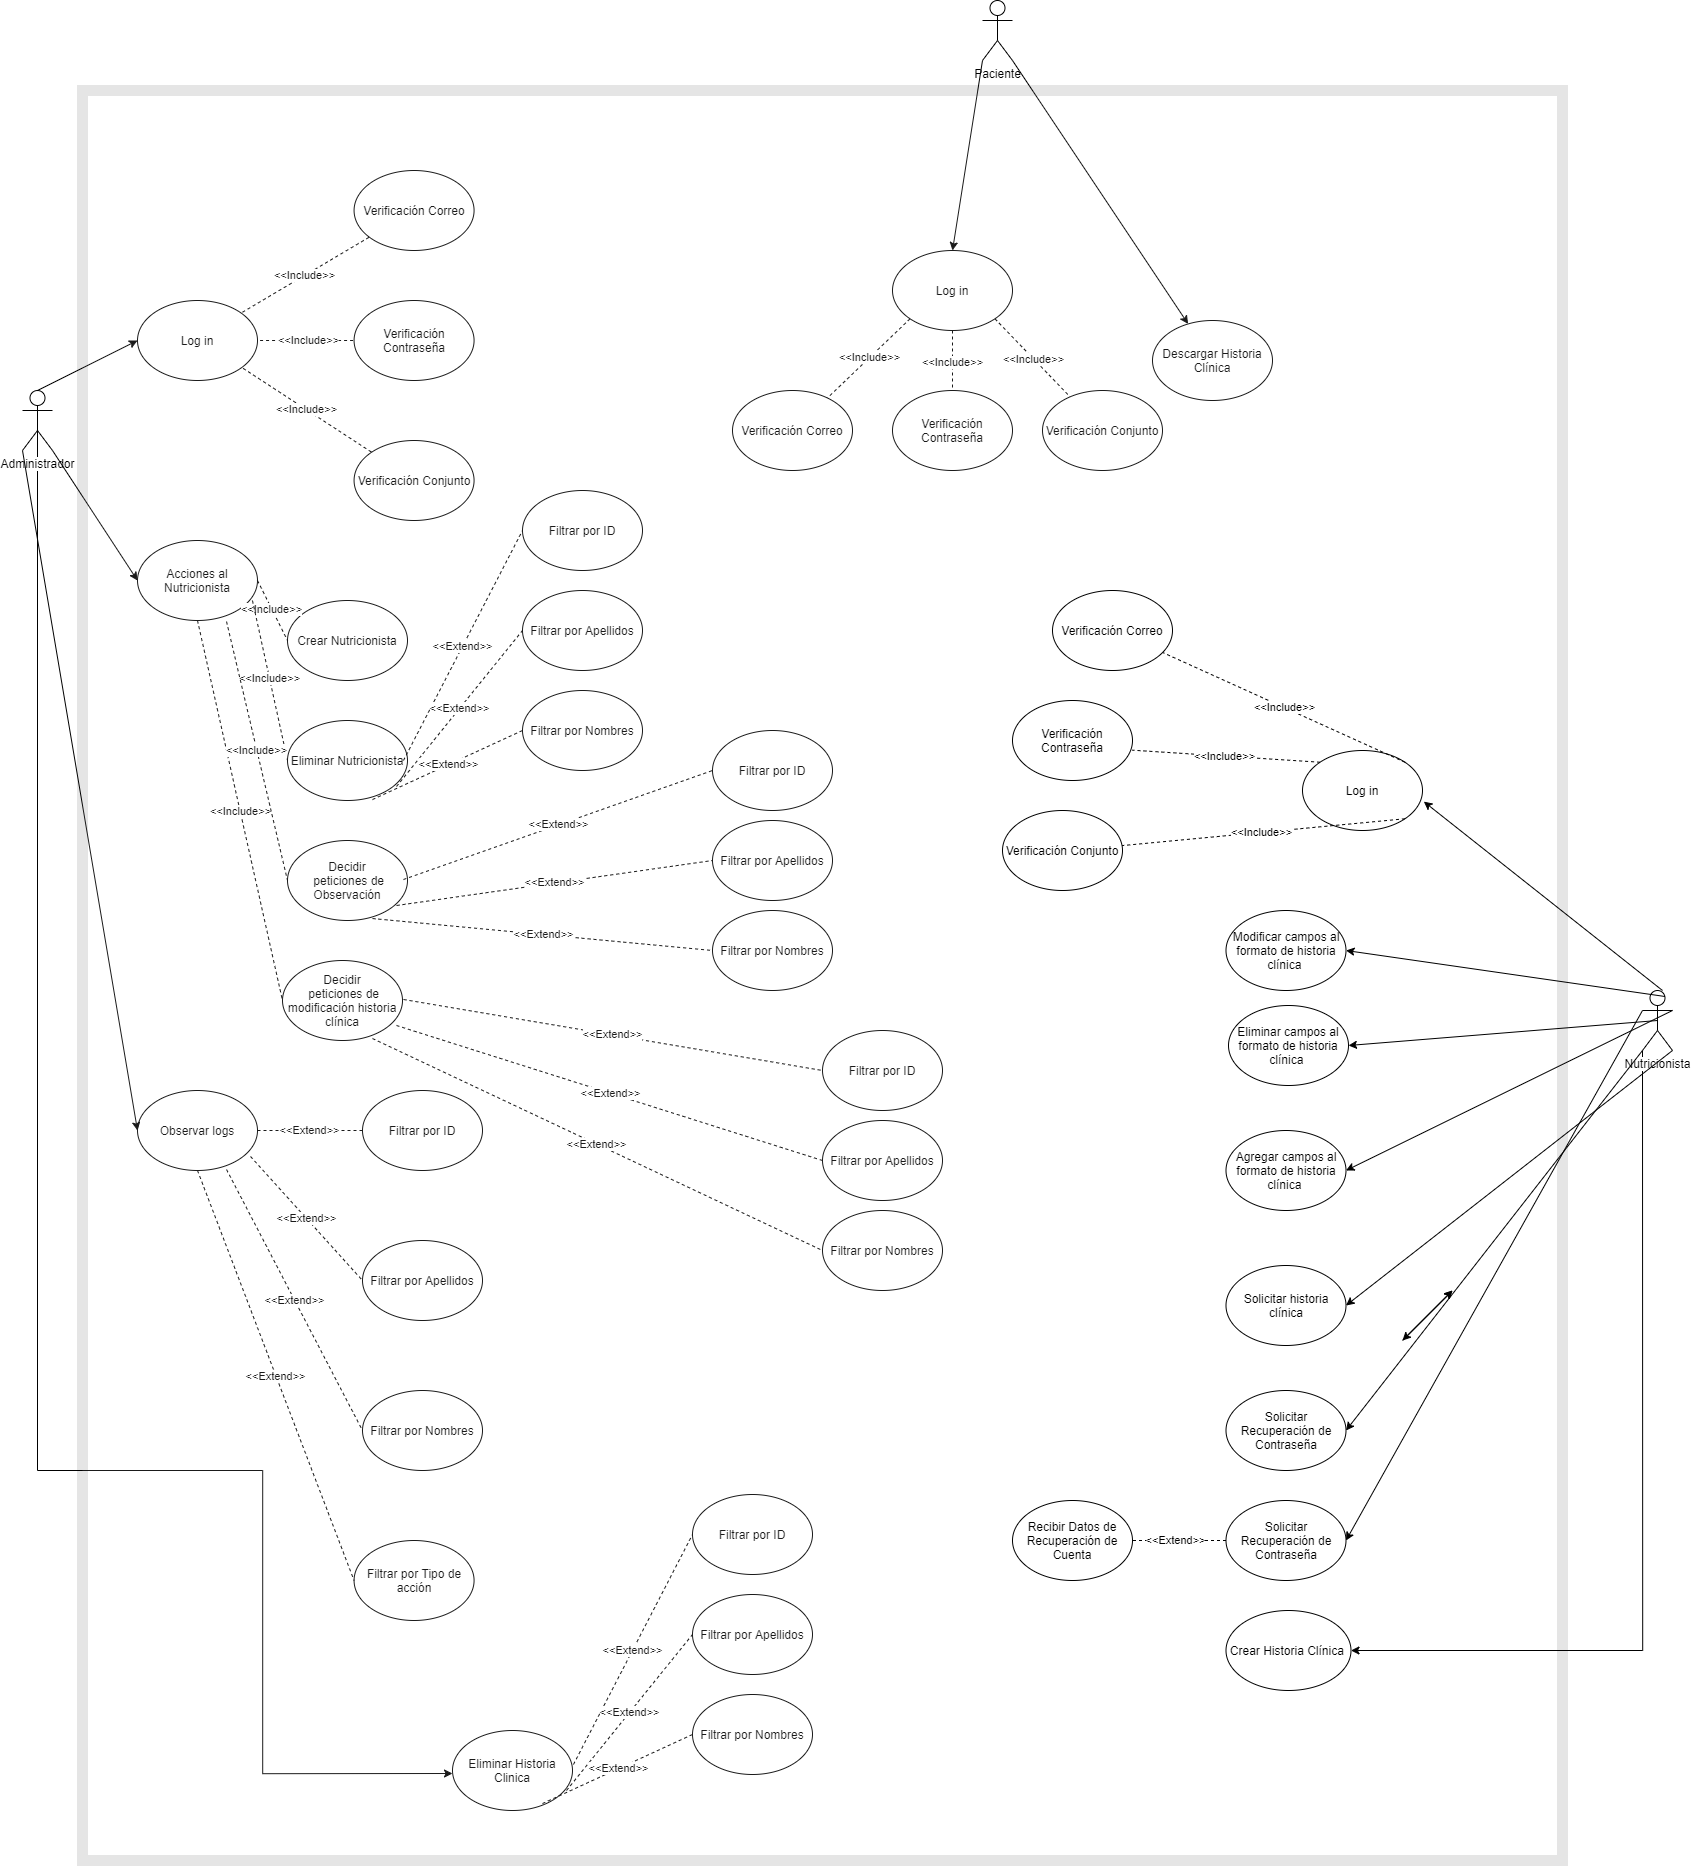 Paciente
Verificación Correo
<<Include>>
Log in
<<Include>>
Verificación
Contraseña
<<Include>>
Verificación Conjunto
Administrador
Log in
<<Include>>
<<Include>>
<<Include>>
Verificación Correo
Verificación
Contraseña
Verificación Conjunto
Descargar Historia
Clínica
Acciones al
Nutricionista
<<Include>>
Crear Nutricionista
<<Include>>
Eliminar Nutricionista
<<Include>>
<<Include>>
Filtrar por ID
<<Extend>>
Filtrar por Apellidos
<<Extend>>
Filtrar por Nombres
<<Extend>>
Decidir
peticiones de
Observación
<<Extend>>
Filtrar por ID
<<Extend>>
Filtrar por Apellidos
<<Extend>>
Filtrar por Nombres
Decidir
peticiones de
modificación historia
clínica
<<Extend>>
Filtrar por ID
<<Extend>>
Filtrar por Apellidos
<<Extend>>
Filtrar por Nombres
Observar logs
<<Extend>>
Filtrar por ID
<<Extend>>
Filtrar por Apellidos
<<Extend>>
Filtrar por Nombres
<<Extend>>
Filtrar por Tipo de
acción
Eliminar Historia
Clinica
<<Extend>>
Filtrar por ID
<<Extend>>
Filtrar por Apellidos
<<Extend>>
Filtrar por Nombres
Verificación Correo
<<Include>>
Verificación
Contraseña
<<Include>>
Log in
Verificación Conjunto
<<Include>>
Nutricionista
Modificar campos al
formato de historia
clínica
Eliminar campos al
formato de historia
clínica
Agregar campos al
formato de historia
clínica
Solicitar historia
clínica
Solicitar
Recuperación de
Contraseña
Recibir Datos de
Recuperación de
Cuenta
<<Extend>>
Solicitar
Recuperación de
Contraseña
Crear Historia Clínica